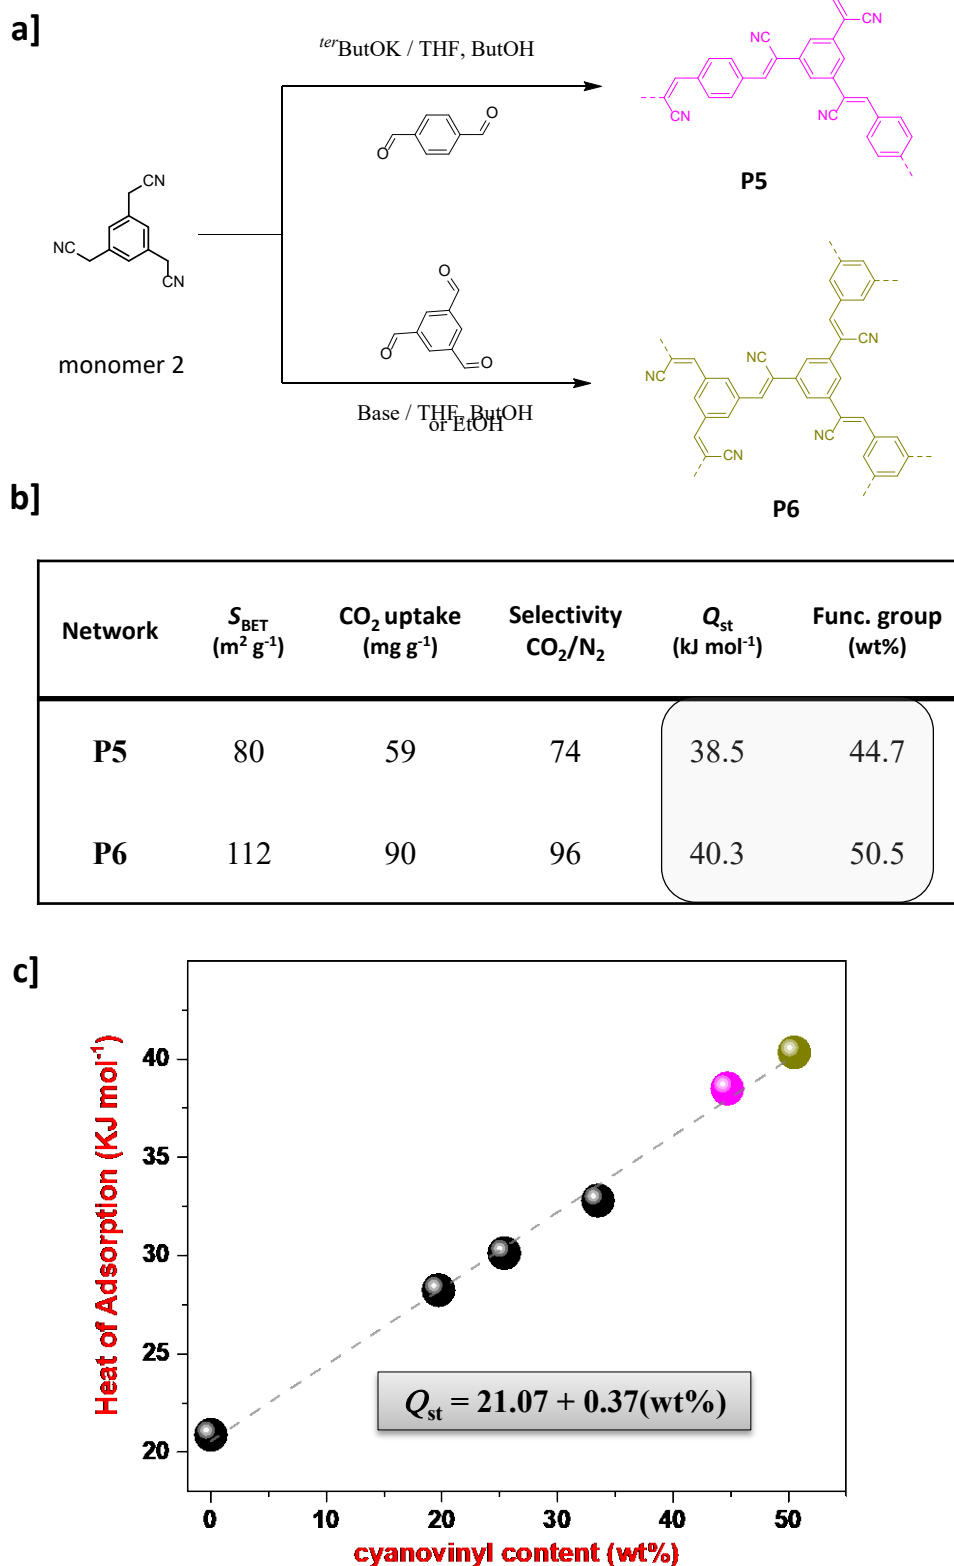 a]
terButOK / THF, ButOH
O
O
CN
NC
CN
monomer 2
O
O
O
Base / THF, ButOH
or EtOH
CN
NC
CN
NC
P5
CN
NC
NC
CN
NC
CN
P6
b]
Network SBET (m² g-1) CO2 uptake (mg g-1) Selectivity CO2/N2 Qst (kJ mol-1) Func. group (wt%)
P5 80 59 74 38.5 44.7
P6 112 90 96 40.3 50.5
c]
Heat of Adsorption (KJ mol-1)
40
35
30
25
20
Qst = 21.07 + 0.37(wt%)
0 10 20 30 40 50
cyanovinyl content (wt%)